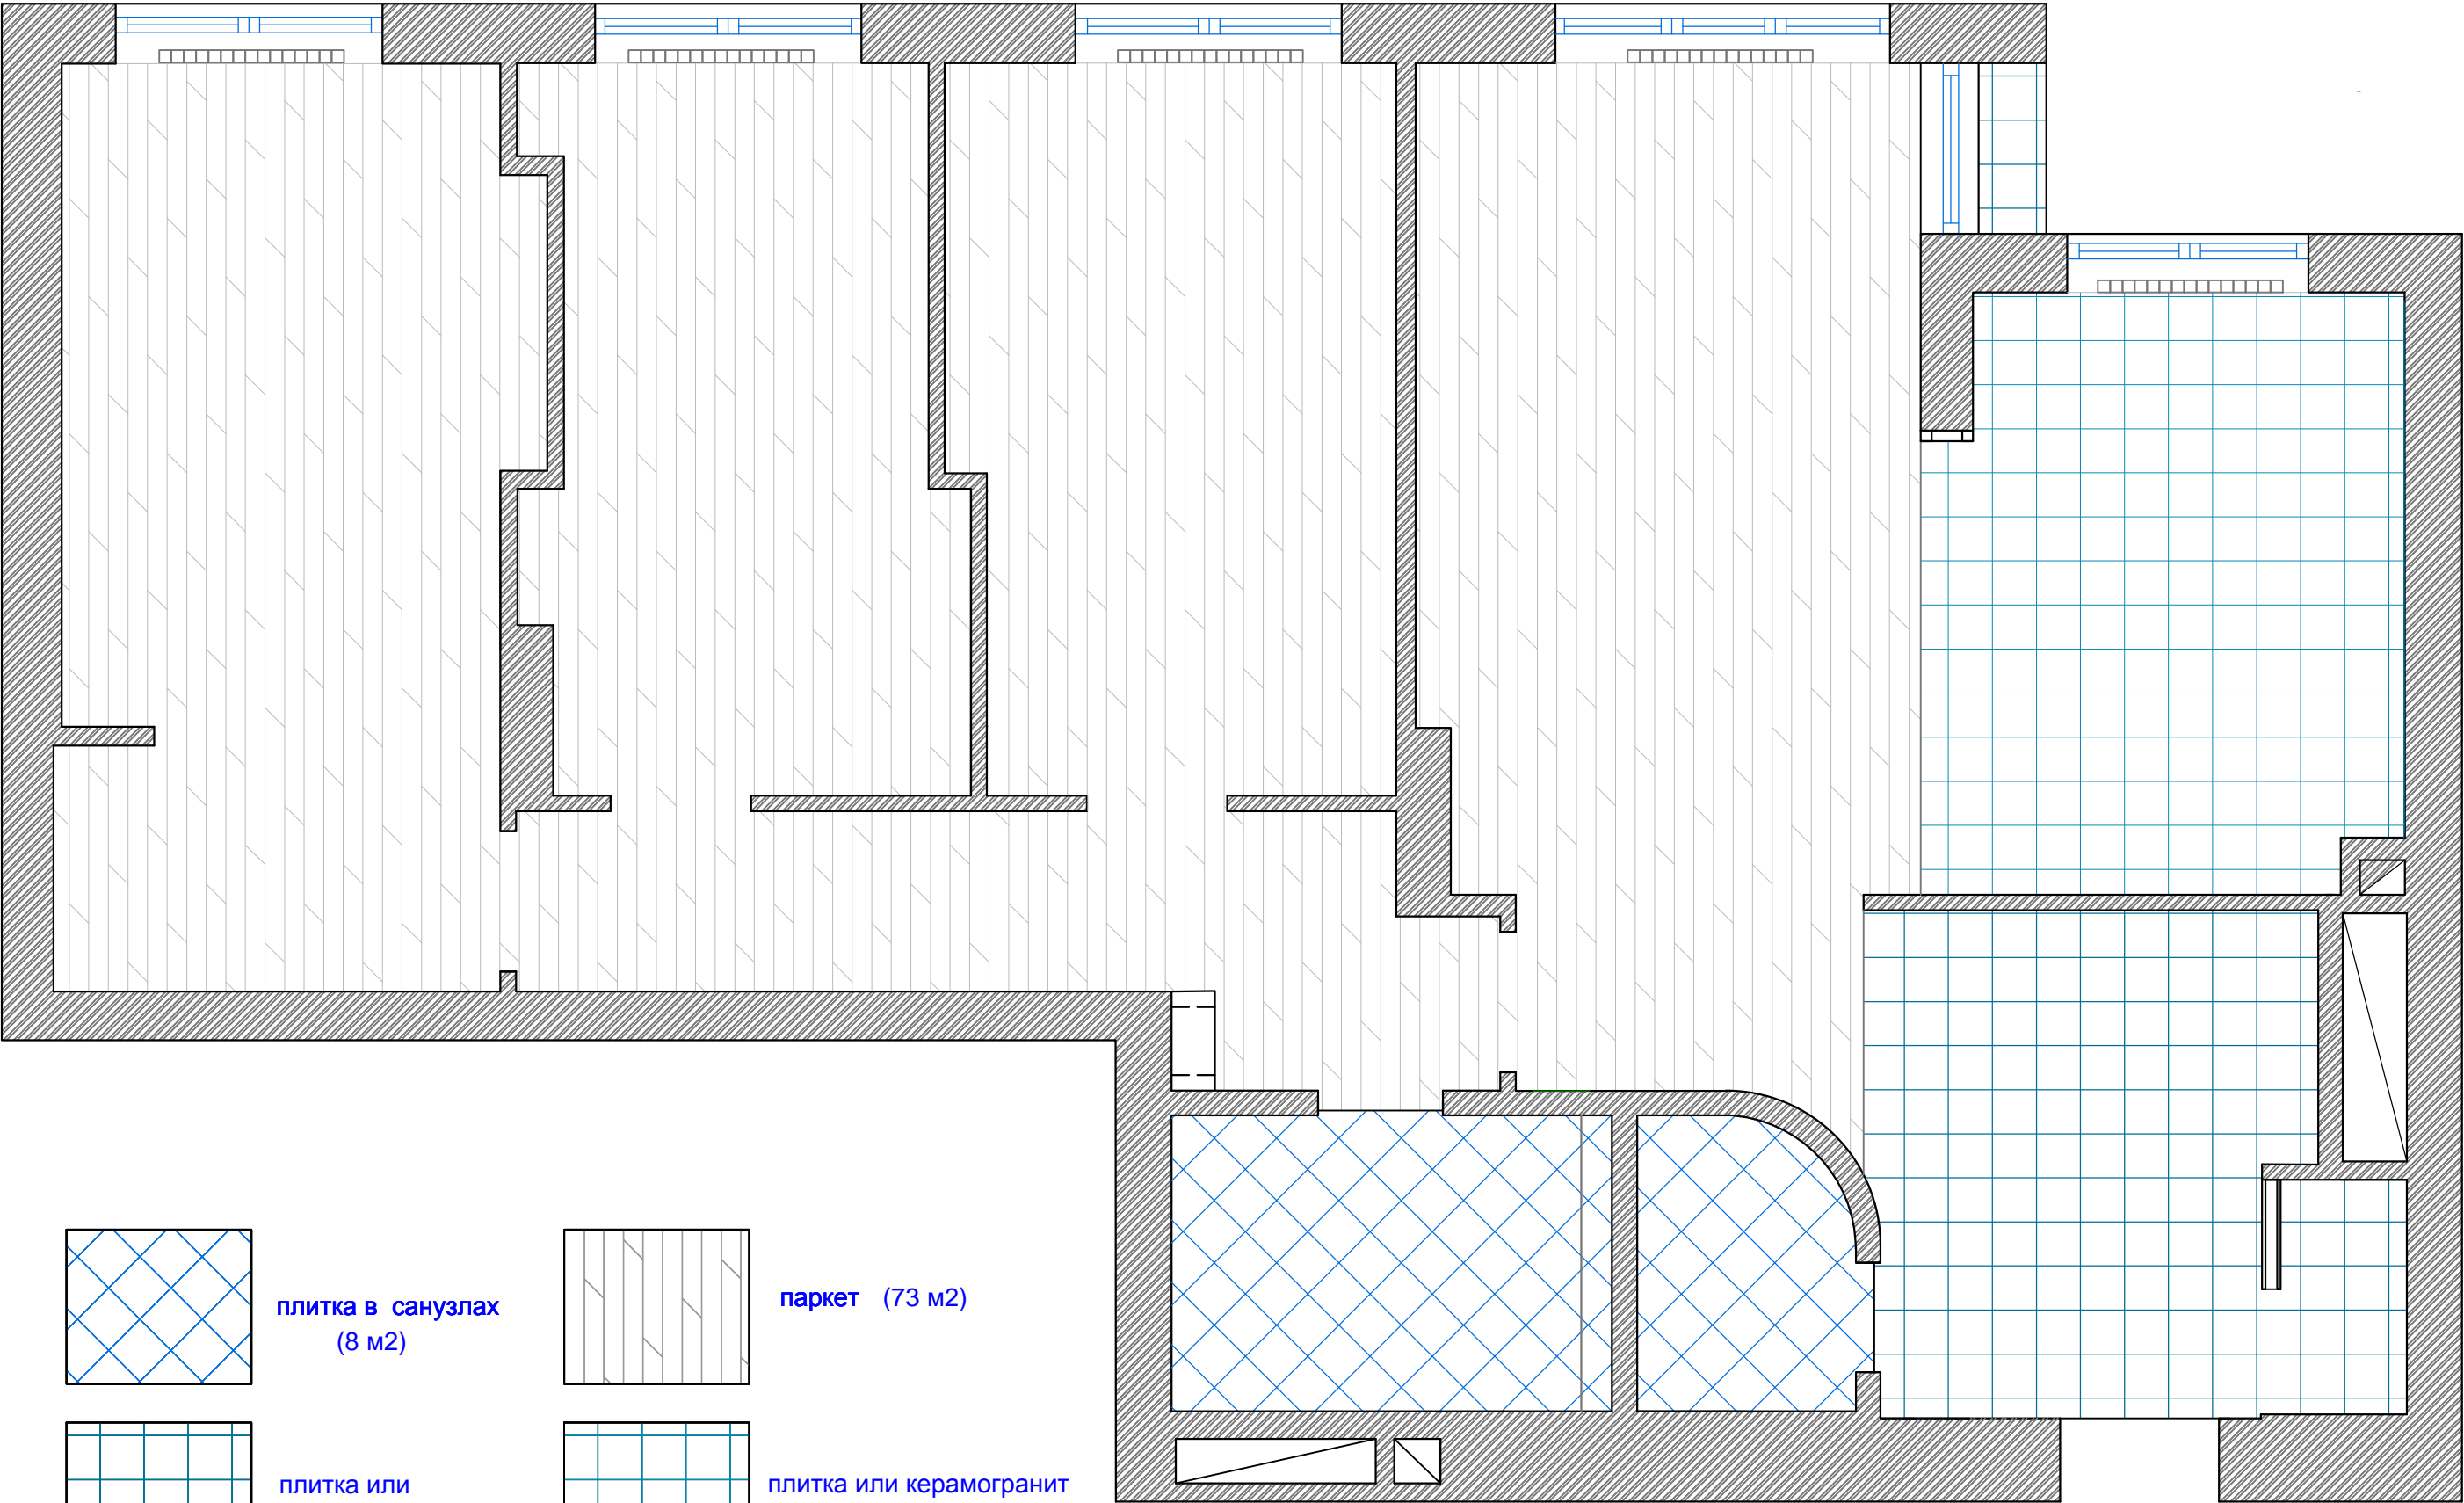 плитка в санузлах
(8 м2)
паркет (73 м2)
плитка или
плитка или керамогранит